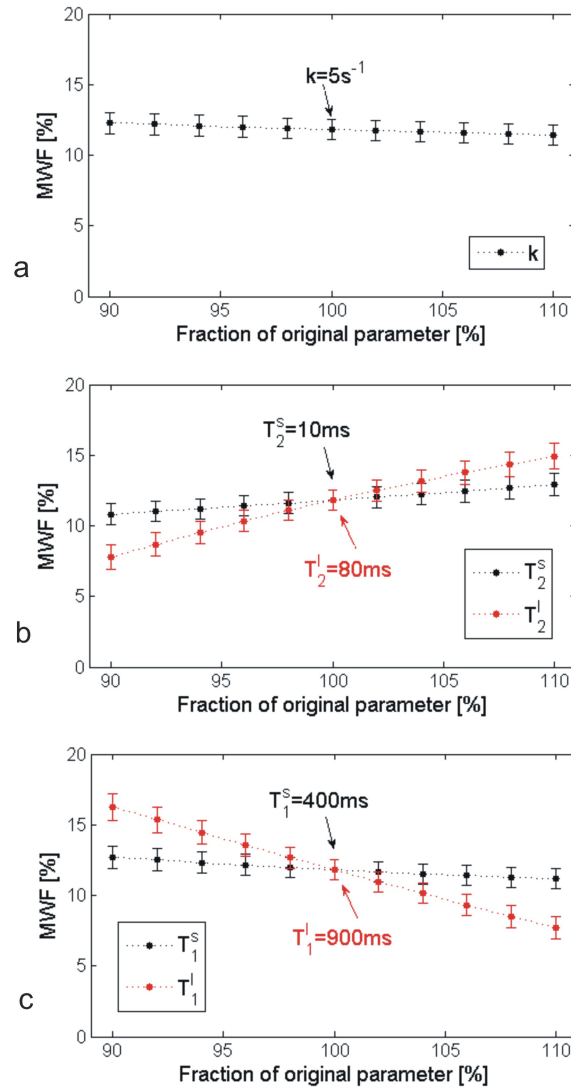 20
15
10
5
0
MWF [%]
k=5s⁻¹
k
a
90 95 100 105 110
Fraction of original parameter [%]
20
15
10
5
0
MWF [%]
T₂ˢ=10ms
T₂ˡ=80ms
T₂ˢ
T₂ˡ
b
90 95 100 105 110
Fraction of original parameter [%]
20
15
10
5
0
MWF [%]
T₁ˢ=400ms
T₁ˡ=900ms
T₁ˢ
T₁ˡ
c
90 95 100 105 110
Fraction of original parameter [%]